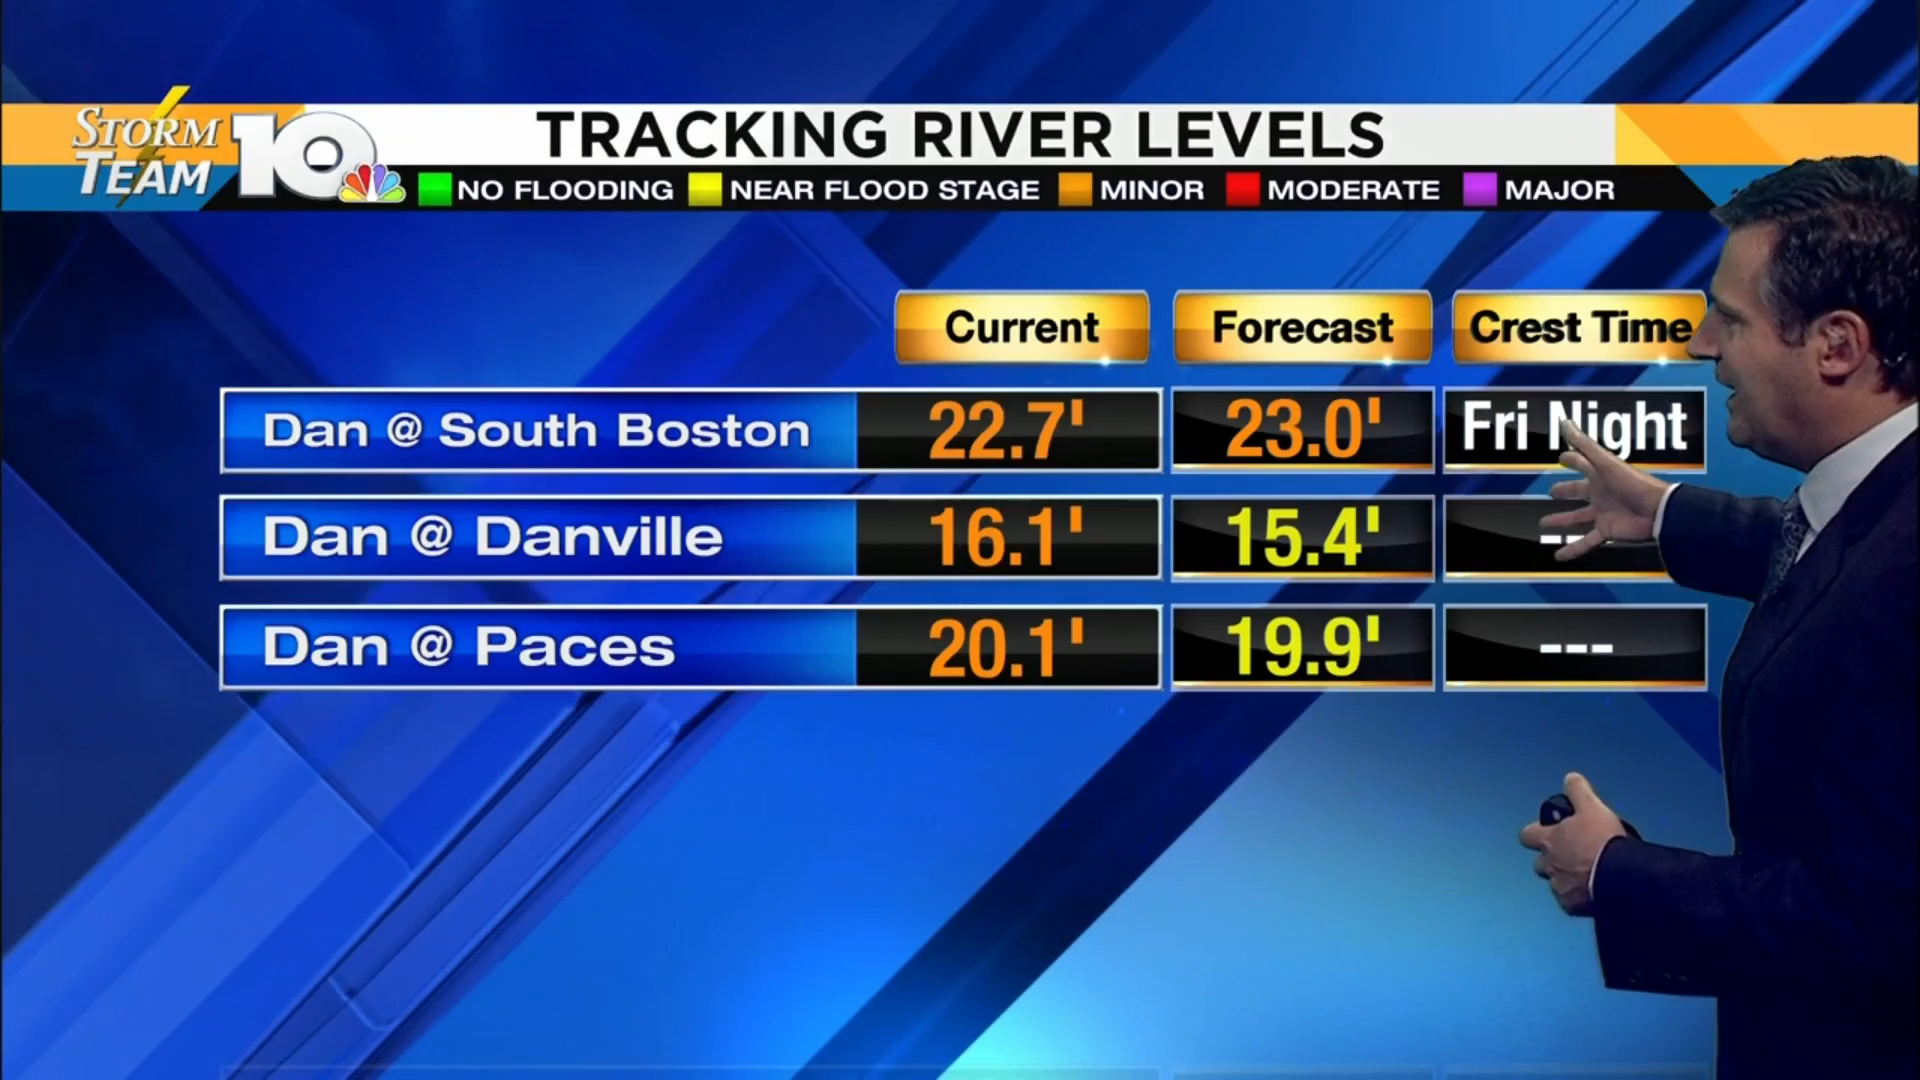 STORM TEAM 10
TRACKING RIVER LEVELS
NO FLOODING NEAR FLOOD STAGE MINOR MODERATE MAJOR
Current Forecast Crest Time
Dan @ South Boston 22.7' 23.0' Fri Night
Dan @ Danville 16.1' 15.4' ---
Dan @ Paces 20.1' 19.9' ---